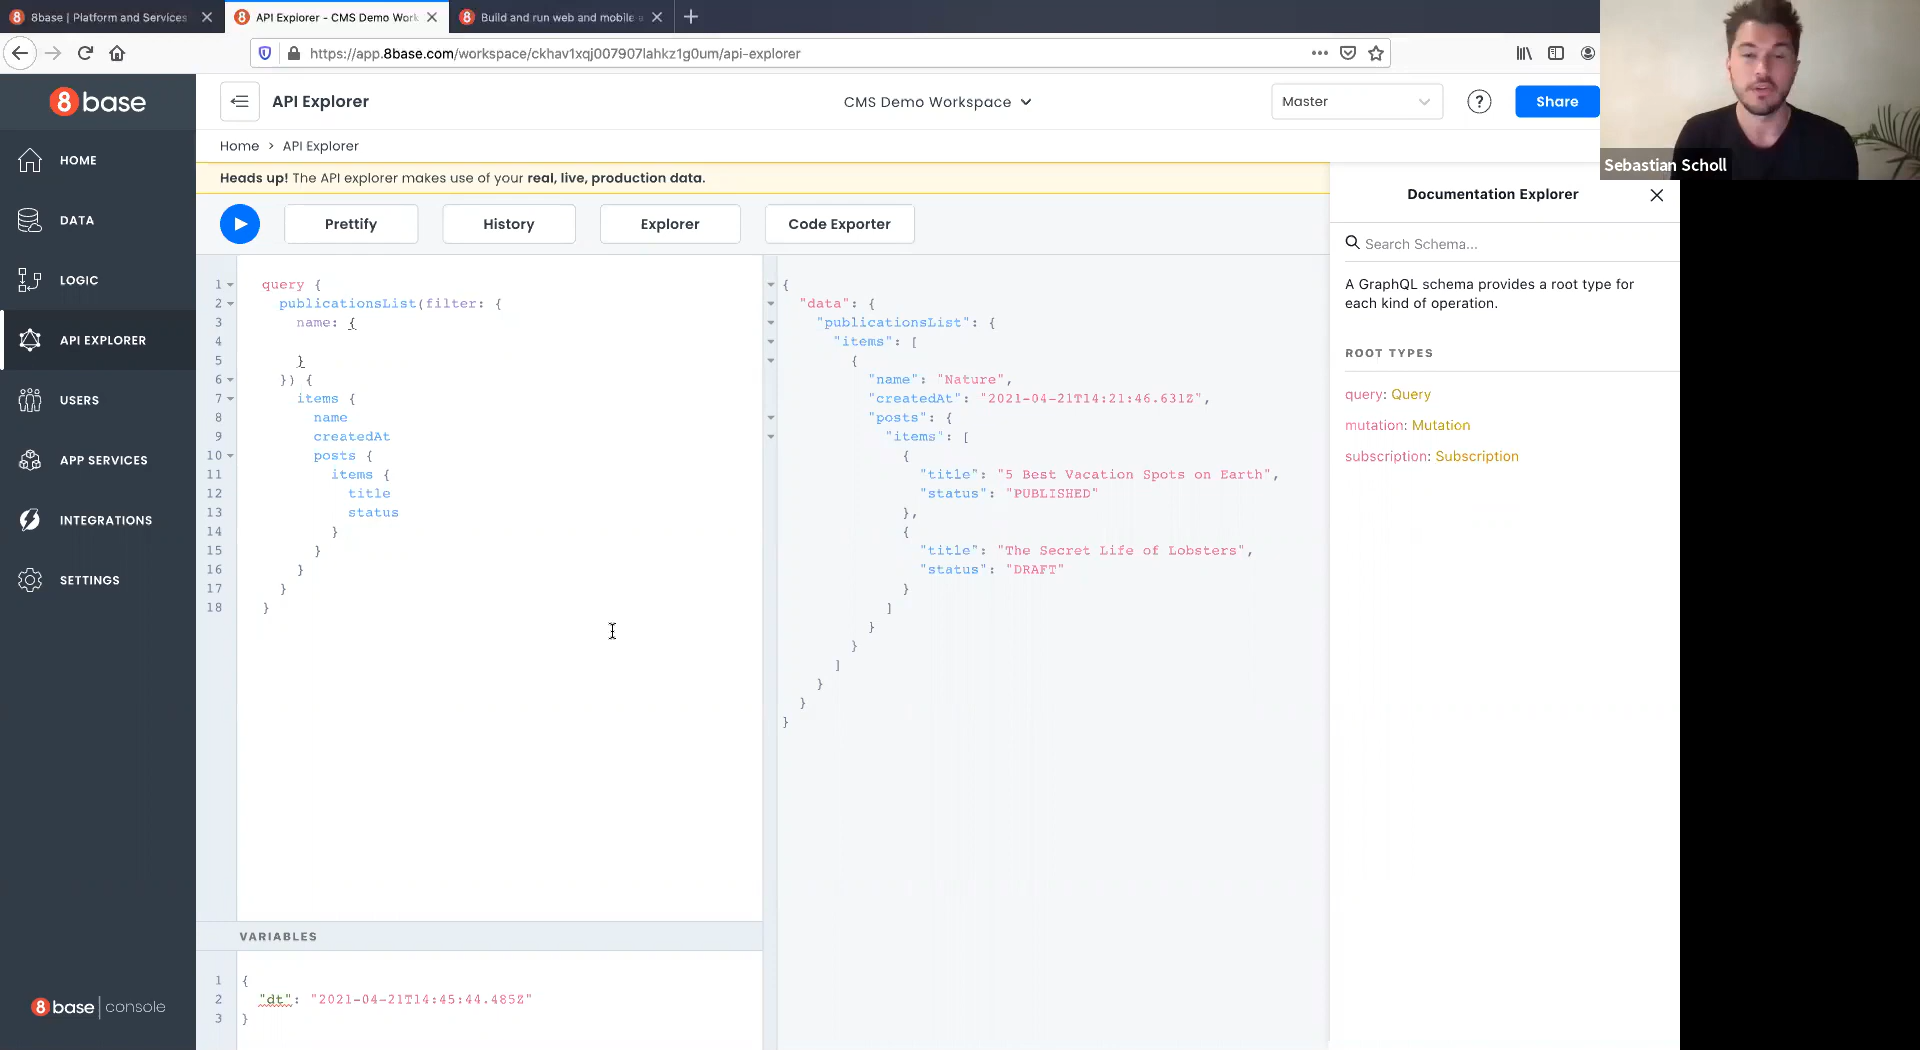 8base | Platform and Services
API Explorer - CMS Demo Work
Build and run web and mobile
https://app.8base.com/workspace/ckhav1xqj007907lahkz1g0um/api-explorer
8base
API Explorer
CMS Demo Workspace
Master
?
Share
Sebastian Scholl
Home > API Explorer
Heads up! The API explorer makes use of your real, live, production data.
HOME
DATA
LOGIC
API EXPLORER
USERS
APP SERVICES
INTEGRATIONS
SETTINGS
8base | console
Prettify
History
Explorer
Code Exporter
1 query {
2 publicationsList(filter: {
3 name: {
4
5 }
6 }) {
7 items {
8 name
9 createdAt
10 posts {
11 items {
12 title
13 status
14 }
15 }
16 }
17 }
18 }
VARIABLES
1 {
2 "dt": "2021-04-21T14:45:44.485Z"
3 }
{
"data": {
"publicationsList": {
"items": [
{
"name": "Nature",
"createdAt": "2021-04-21T14:21:46.631Z",
"posts": {
"items": [
{
"title": "5 Best Vacation Spots on Earth",
"status": "PUBLISHED"
},
{
"title": "The Secret Life of Lobsters",
"status": "DRAFT"
}
]
}
}
]
}
}
}
Documentation Explorer
Search Schema...
A GraphQL schema provides a root type for
each kind of operation.
ROOT TYPES
query: Query
mutation: Mutation
subscription: Subscription